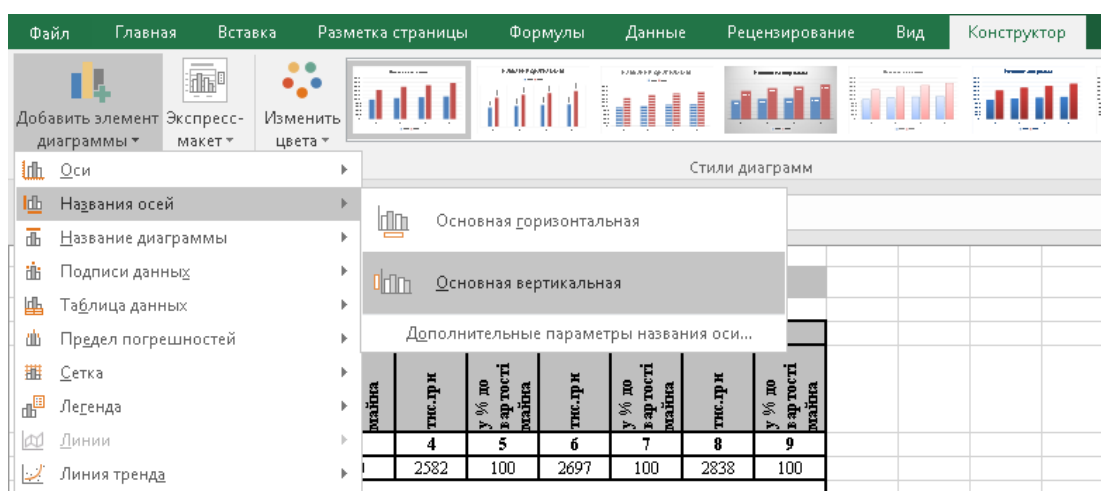 Файл Главная Вставка Разметка страницы Формулы Данные Рецензирование Вид Конструктор
Добавить элемент диаграммы
Экспресс-макет
Изменить цвета
Стили диаграмм
Оси
Названия осей
Название диаграммы
Подписи данных
Таблица данных
Предел погрешностей
Сетка
Легенда
Линии
Линия тренда
Основная горизонтальная
Основная вертикальная
Дополнительные параметры названия оси...
майна
тис.грн
у % до вартості майна
тис.грн
у % до вартості майна
тис.грн
у % до вартості майна
4 5 6 7 8 9
2582 100 2697 100 2838 100